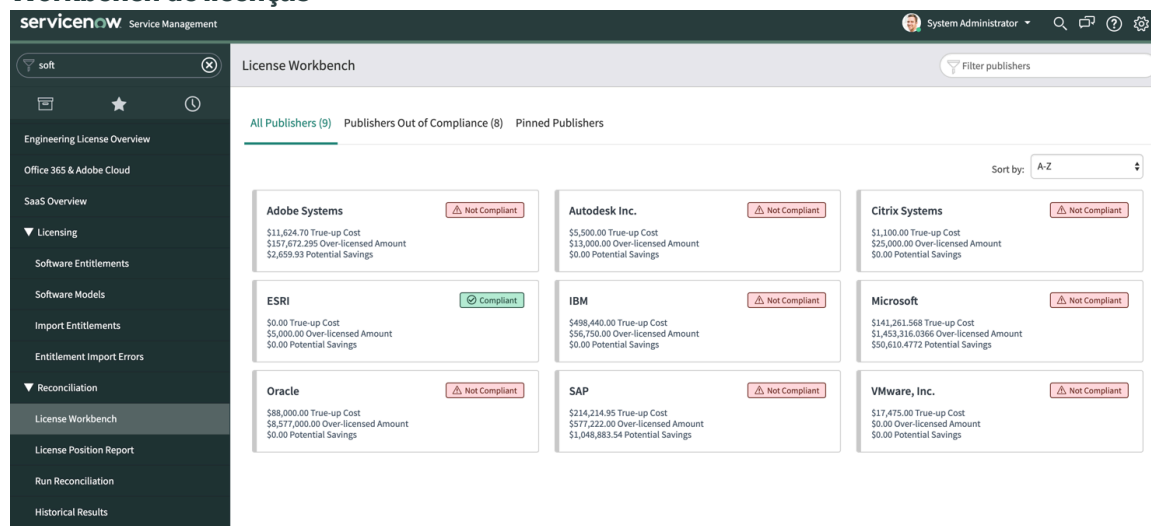 Workbench de licença
servicenow Service Management
System Administrator
soft
Engineering License Overview
Office 365 & Adobe Cloud
SaaS Overview
Licensing
Software Entitlements
Software Models
Import Entitlements
Entitlement Import Errors
Reconciliation
License Workbench
License Position Report
Run Reconciliation
Historical Results
License Workbench
Filter publishers
All Publishers (9) Publishers Out of Compliance (8) Pinned Publishers
Sort by: A-Z
Adobe Systems Not Compliant
$11,624.70 True-up Cost
$157,672.295 Over-licensed Amount
$2,659.93 Potential Savings
Autodesk Inc. Not Compliant
$5,500.00 True-up Cost
$13,000.00 Over-licensed Amount
$0.00 Potential Savings
Citrix Systems Not Compliant
$1,100.00 True-up Cost
$25,000.00 Over-licensed Amount
$0.00 Potential Savings
ESRI Compliant
$0.00 True-up Cost
$5,000.00 Over-licensed Amount
$0.00 Potential Savings
IBM Not Compliant
$498,440.00 True-up Cost
$56,750.00 Over-licensed Amount
$0.00 Potential Savings
Microsoft Not Compliant
$141,261.568 True-up Cost
$1,453,316.0366 Over-licensed Amount
$50,610.4772 Potential Savings
Oracle Not Compliant
$88,000.00 True-up Cost
$8,577,000.00 Over-licensed Amount
$0.00 Potential Savings
SAP Not Compliant
$214,214.95 True-up Cost
$577,222.00 Over-licensed Amount
$1,048,883.54 Potential Savings
VMware, Inc. Not Compliant
$17,475.00 True-up Cost
$0.00 Over-licensed Amount
$0.00 Potential Savings